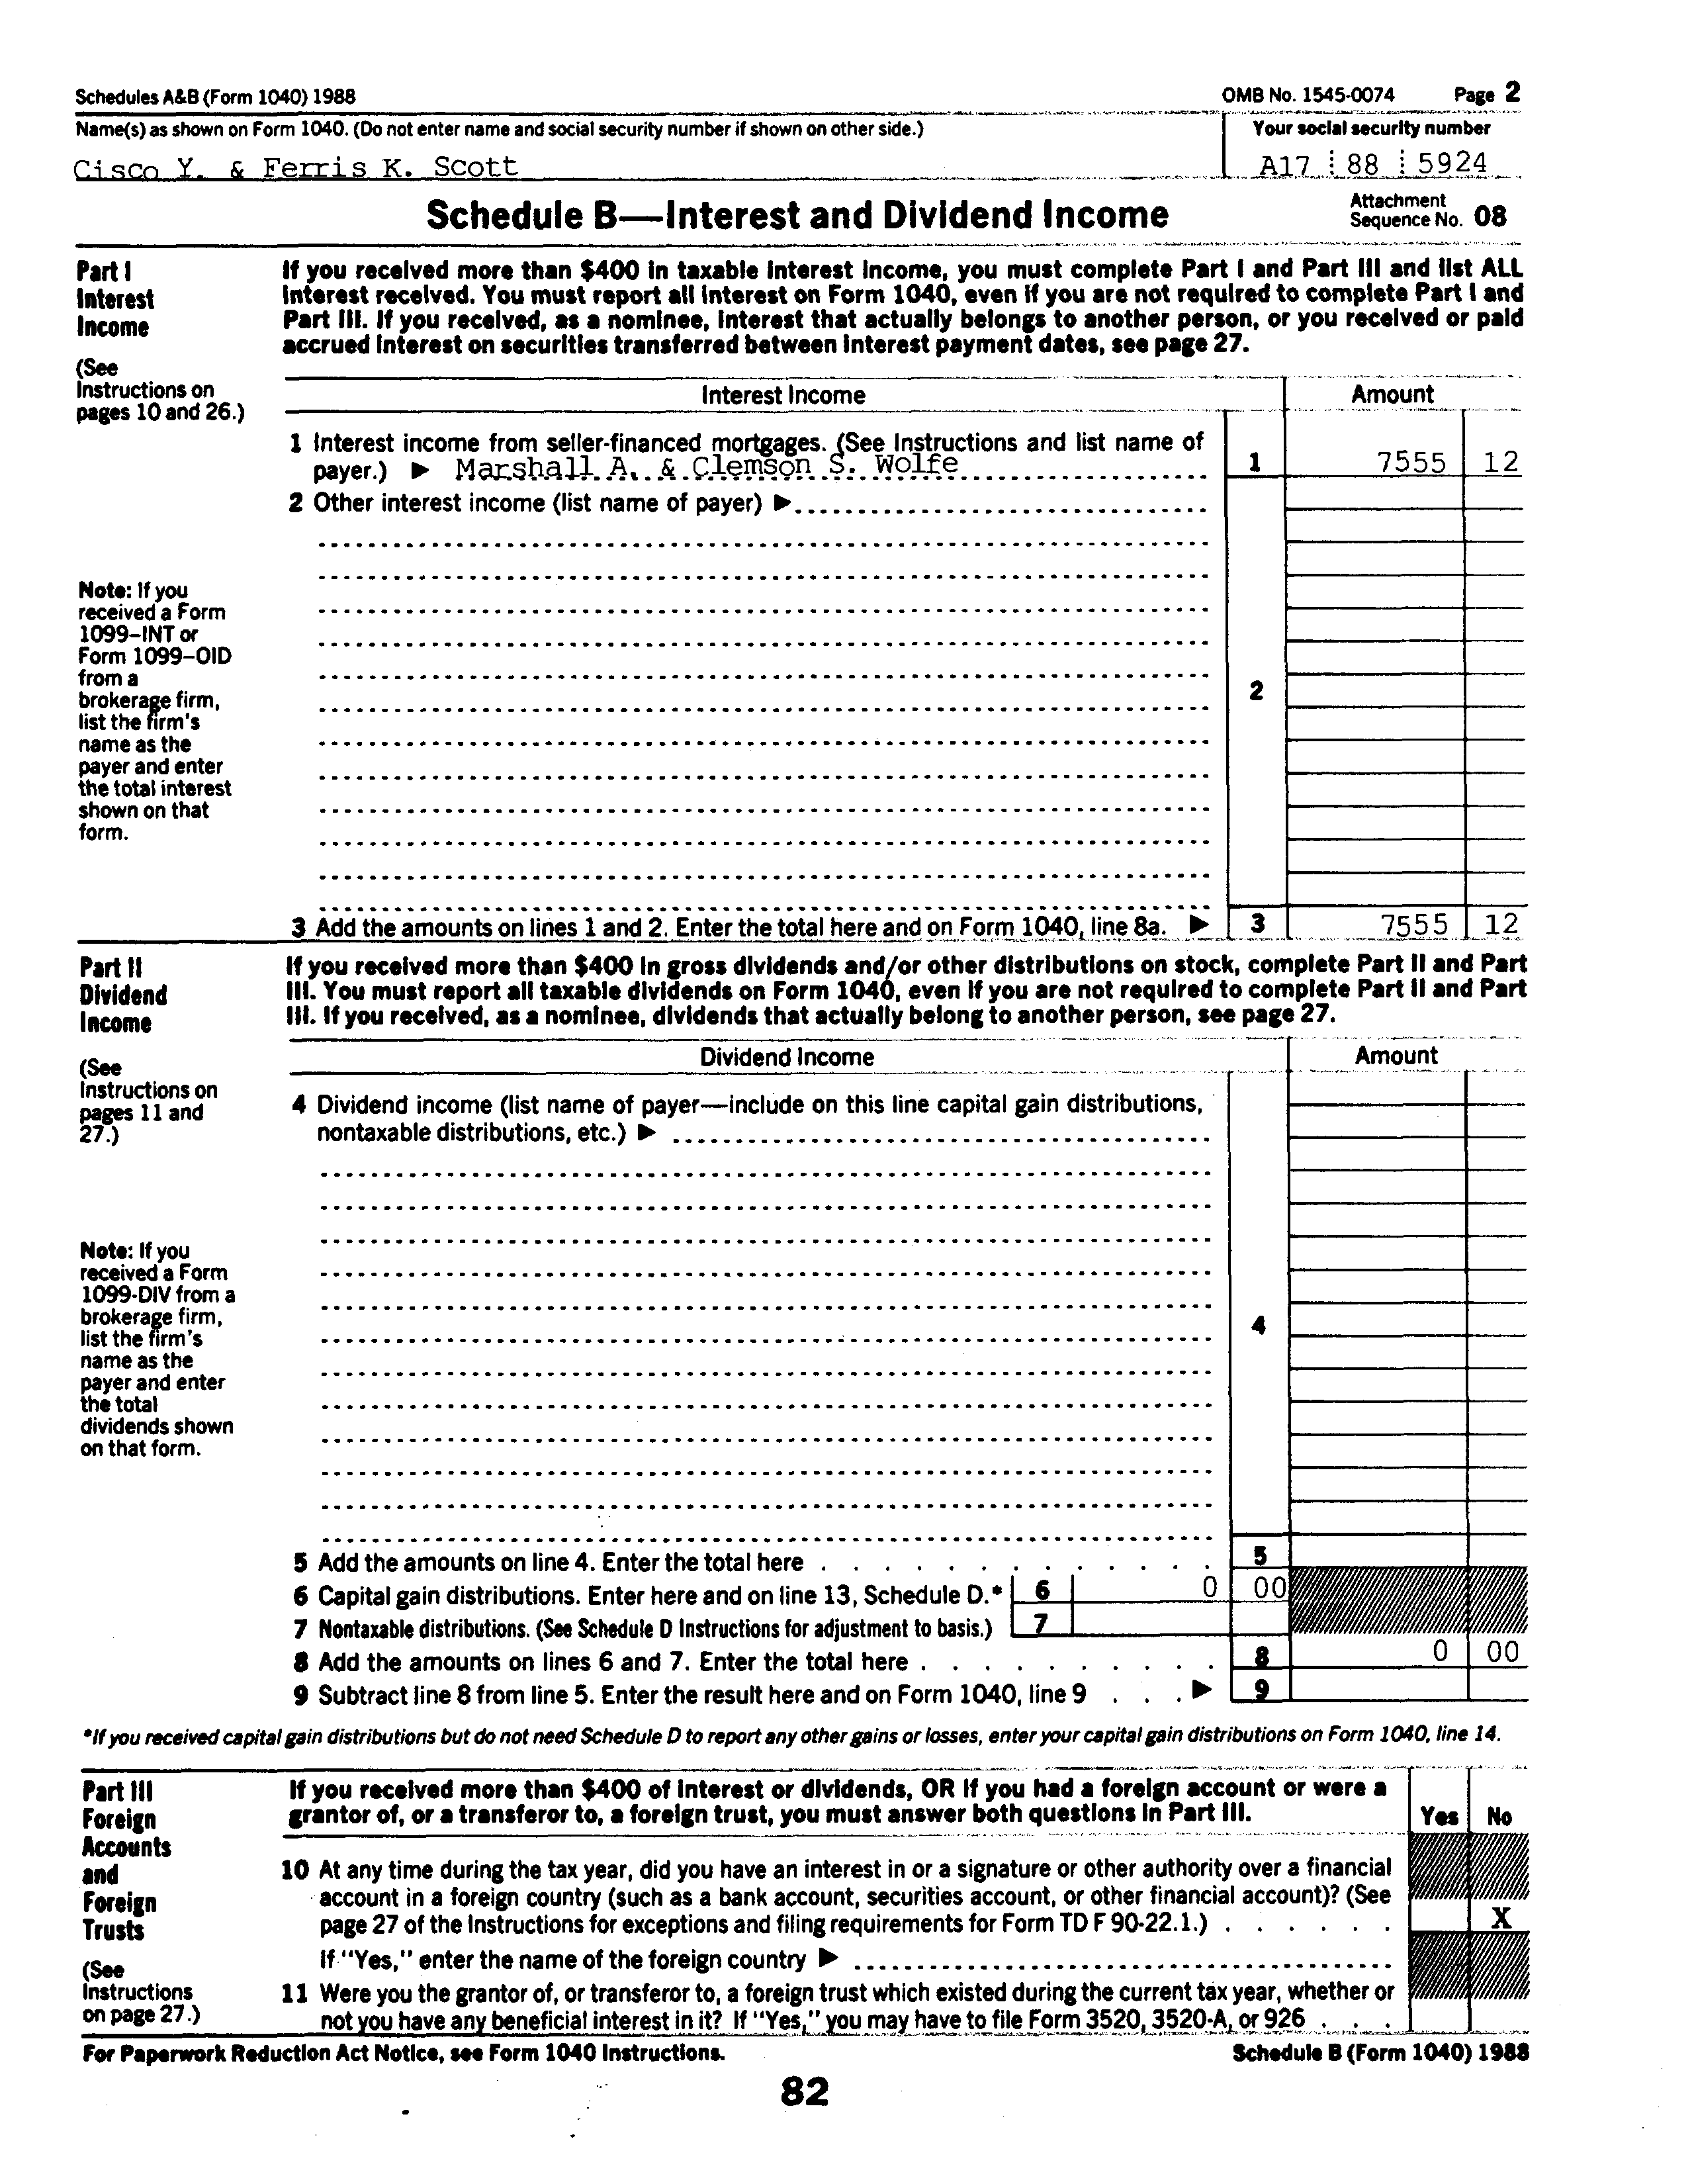 Schedules A&B (Form 1040) 1988 OMB No. 1545-0074 Page 2
Name(s) as shown on Form 1040. (Do not enter name and social security number if shown on other side.) Your social security number
Cisco Y. & Ferris K. Scott A17 88 5924
Schedule B—Interest and Dividend Income Attachment Sequence No. 08
Part I
Interest
Income
(See
Instructions on
pages 10 and 26.)
If you received more than $400 in taxable interest income, you must complete Part I and Part III and list ALL
interest received. You must report all interest on Form 1040, even if you are not required to complete Part I and
Part III. If you received, as a nominee, interest that actually belongs to another person, or you received or paid
accrued interest on securities transferred between interest payment dates, see page 27.
Interest Income Amount
1 Interest income from seller-financed mortgages. (See Instructions and list name of
payer.) ▶ Marshall A. & Clemson S. Wolfe 1 7555 12
2 Other interest income (list name of payer) ▶
Note: If you
received a Form
1099–INT or
Form 1099–OID
from a
brokerage firm,
list the firm's
name as the
payer and enter
the total interest
shown on that
form.
2
3 Add the amounts on lines 1 and 2. Enter the total here and on Form 1040, line 8a. ▶ 3 7555 12
Part II
Dividend
Income
(See
Instructions on
pages 11 and
27.)
If you received more than $400 in gross dividends and/or other distributions on stock, complete Part II and Part
III. You must report all taxable dividends on Form 1040, even if you are not required to complete Part II and Part
III. If you received, as a nominee, dividends that actually belong to another person, see page 27.
Dividend Income Amount
4 Dividend income (list name of payer—include on this line capital gain distributions,
nontaxable distributions, etc.) ▶
Note: If you
received a Form
1099-DIV from a
brokerage firm,
list the firm's
name as the
payer and enter
the total
dividends shown
on that form.
4
5 Add the amounts on line 4. Enter the total here . . . . . . . . . . . . . 5
6 Capital gain distributions. Enter here and on line 13, Schedule D.* 6 0 00
7 Nontaxable distributions. (See Schedule D Instructions for adjustment to basis.) 7
8 Add the amounts on lines 6 and 7. Enter the total here . . . . . . . . . . 8 0 00
9 Subtract line 8 from line 5. Enter the result here and on Form 1040, line 9 . . . ▶ 9
*If you received capital gain distributions but do not need Schedule D to report any other gains or losses, enter your capital gain distributions on Form 1040, line 14.
Part III
Foreign
Accounts
and
Foreign
Trusts
(See
Instructions
on page 27.)
If you received more than $400 of interest or dividends, OR if you had a foreign account or were a
grantor of, or a transferor to, a foreign trust, you must answer both questions in Part III. Yes No
10 At any time during the tax year, did you have an interest in or a signature or other authority over a financial
account in a foreign country (such as a bank account, securities account, or other financial account)? (See
page 27 of the Instructions for exceptions and filing requirements for Form TD F 90-22.1.) . . . . . . X
If "Yes," enter the name of the foreign country ▶
11 Were you the grantor of, or transferor to, a foreign trust which existed during the current tax year, whether or
not you have any beneficial interest in it? If "Yes," you may have to file Form 3520, 3520-A, or 926 . . .
For Paperwork Reduction Act Notice, see Form 1040 Instructions. Schedule B (Form 1040) 1988
82